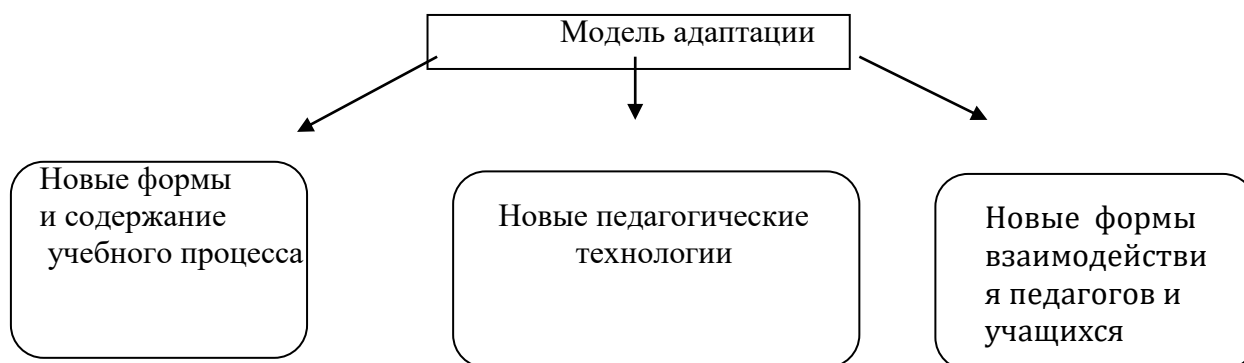 Модель адаптации
Новые формы
и содержание
учебного процесса
Новые педагогические
технологии
Новые формы
взаимодействи
я педагогов и
учащихся